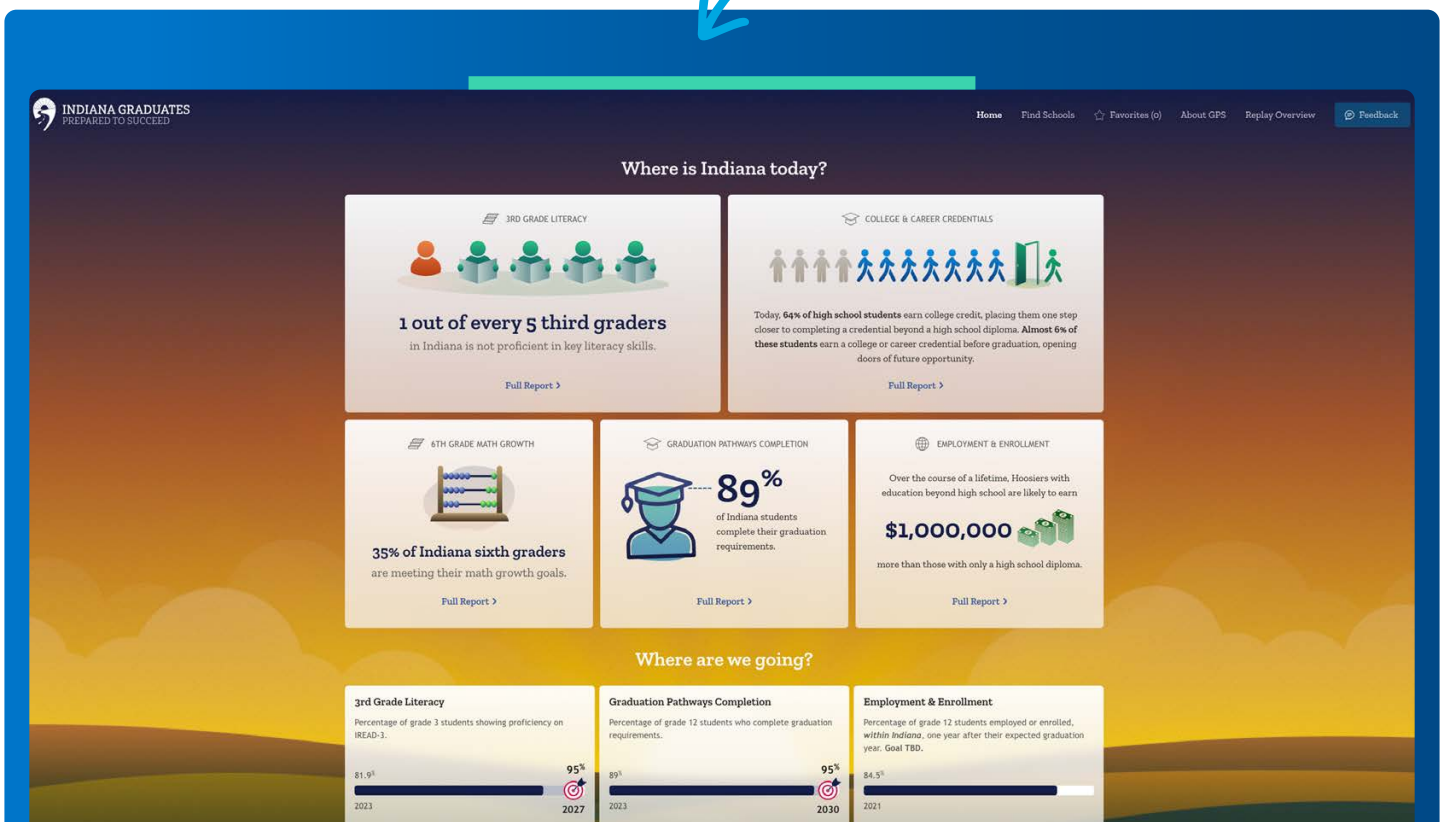 INDIANA GRADUATES
PREPARED TO SUCCEED
Home
Find Schools
Favorites (0)
About GPS
Replay Overview
Feedback
Where is Indiana today?
3RD GRADE LITERACY
1 out of every 5 third graders
in Indiana is not proficient in key literacy skills.
Full Report >
COLLEGE & CAREER CREDENTIALS
Today, 64% of high school students earn college credit, placing them one step
closer to completing a credential beyond a high school diploma. Almost 6% of
these students earn a college or career credential before graduation, opening
doors of future opportunity.
Full Report >
6TH GRADE MATH GROWTH
35% of Indiana sixth graders
are meeting their math growth goals.
Full Report >
GRADUATION PATHWAYS COMPLETION
89%
of Indiana students
complete their graduation
requirements.
Full Report >
EMPLOYMENT & ENROLLMENT
Over the course of a lifetime, Hoosiers with
education beyond high school are likely to earn
$1,000,000
more than those with only a high school diploma.
Full Report >
Where are we going?
3rd Grade Literacy
Percentage of grade 3 students showing proficiency on
IREAD-3.
81.9%
95%
2023
2027
Graduation Pathways Completion
Percentage of grade 12 students who complete graduation
requirements.
89%
95%
2023
2030
Employment & Enrollment
Percentage of grade 12 students employed or enrolled,
within Indiana, one year after their expected graduation
year. Goal TBD.
84.5%
2021